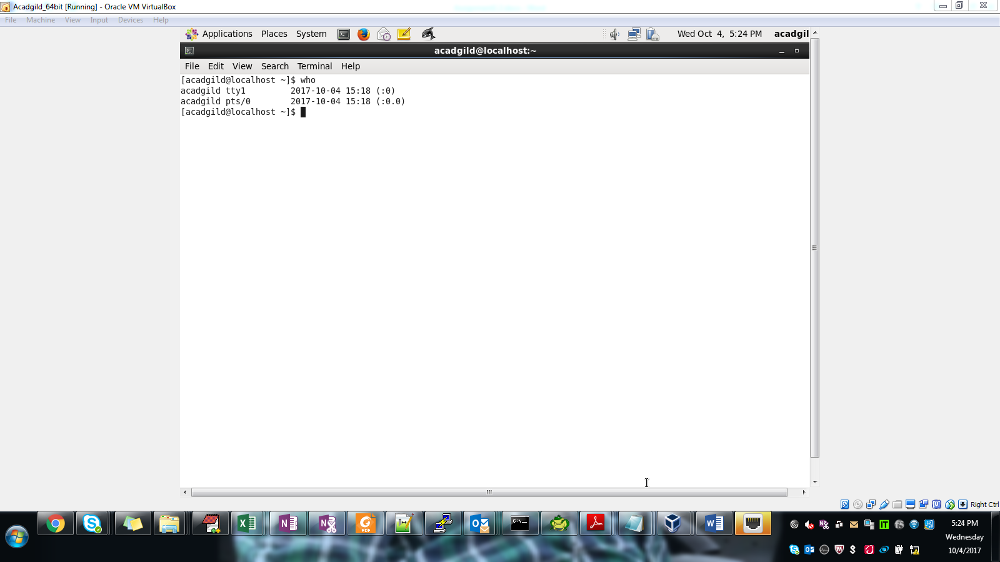 Acadgild_64bit [Running] - Oracle VM VirtualBox
File Machine View Input Devices Help
Applications Places System Wed Oct 4, 5:24 PM acadgil
acadgild@localhost:~
File Edit View Search Terminal Help
[acadgild@localhost ~]$ who
acadgild tty1 2017-10-04 15:18 (:0)
acadgild pts/0 2017-10-04 15:18 (:0.0)
[acadgild@localhost ~]$
Right Ctrl
5:24 PM
Wednesday
10/4/2017